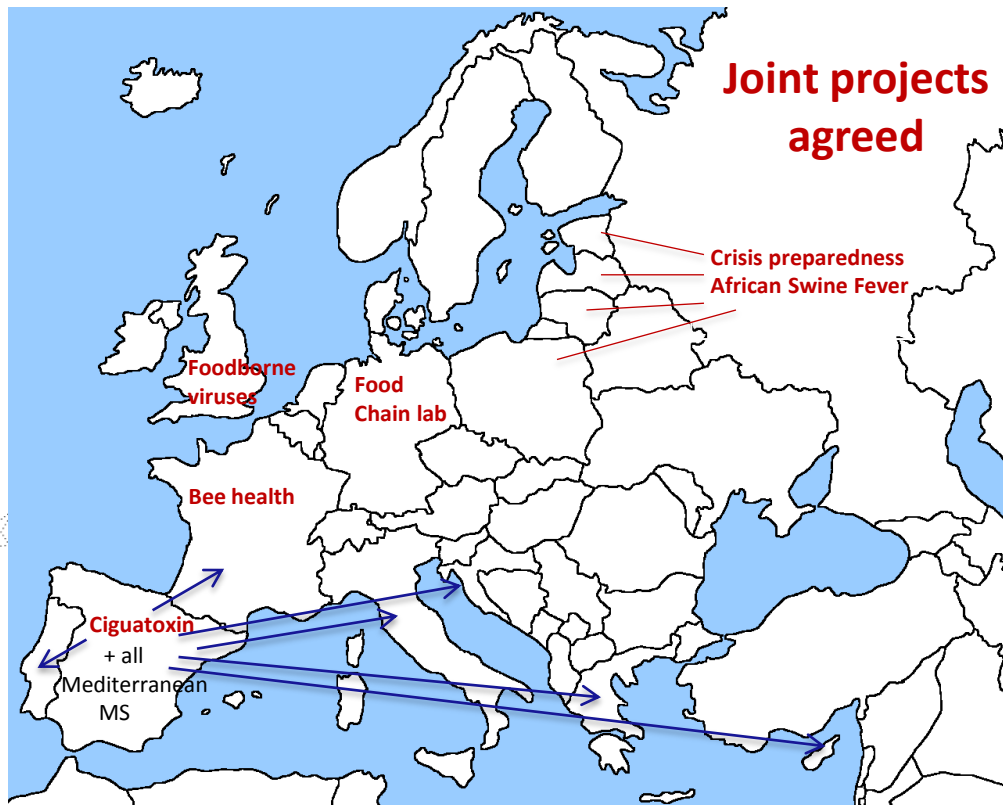 Joint projects
agreed
Crisis preparedness
African Swine Fever
Foodborne
viruses
Food
Chain lab
Bee health
Ciguatoxin
+ all
Mediterranean
MS